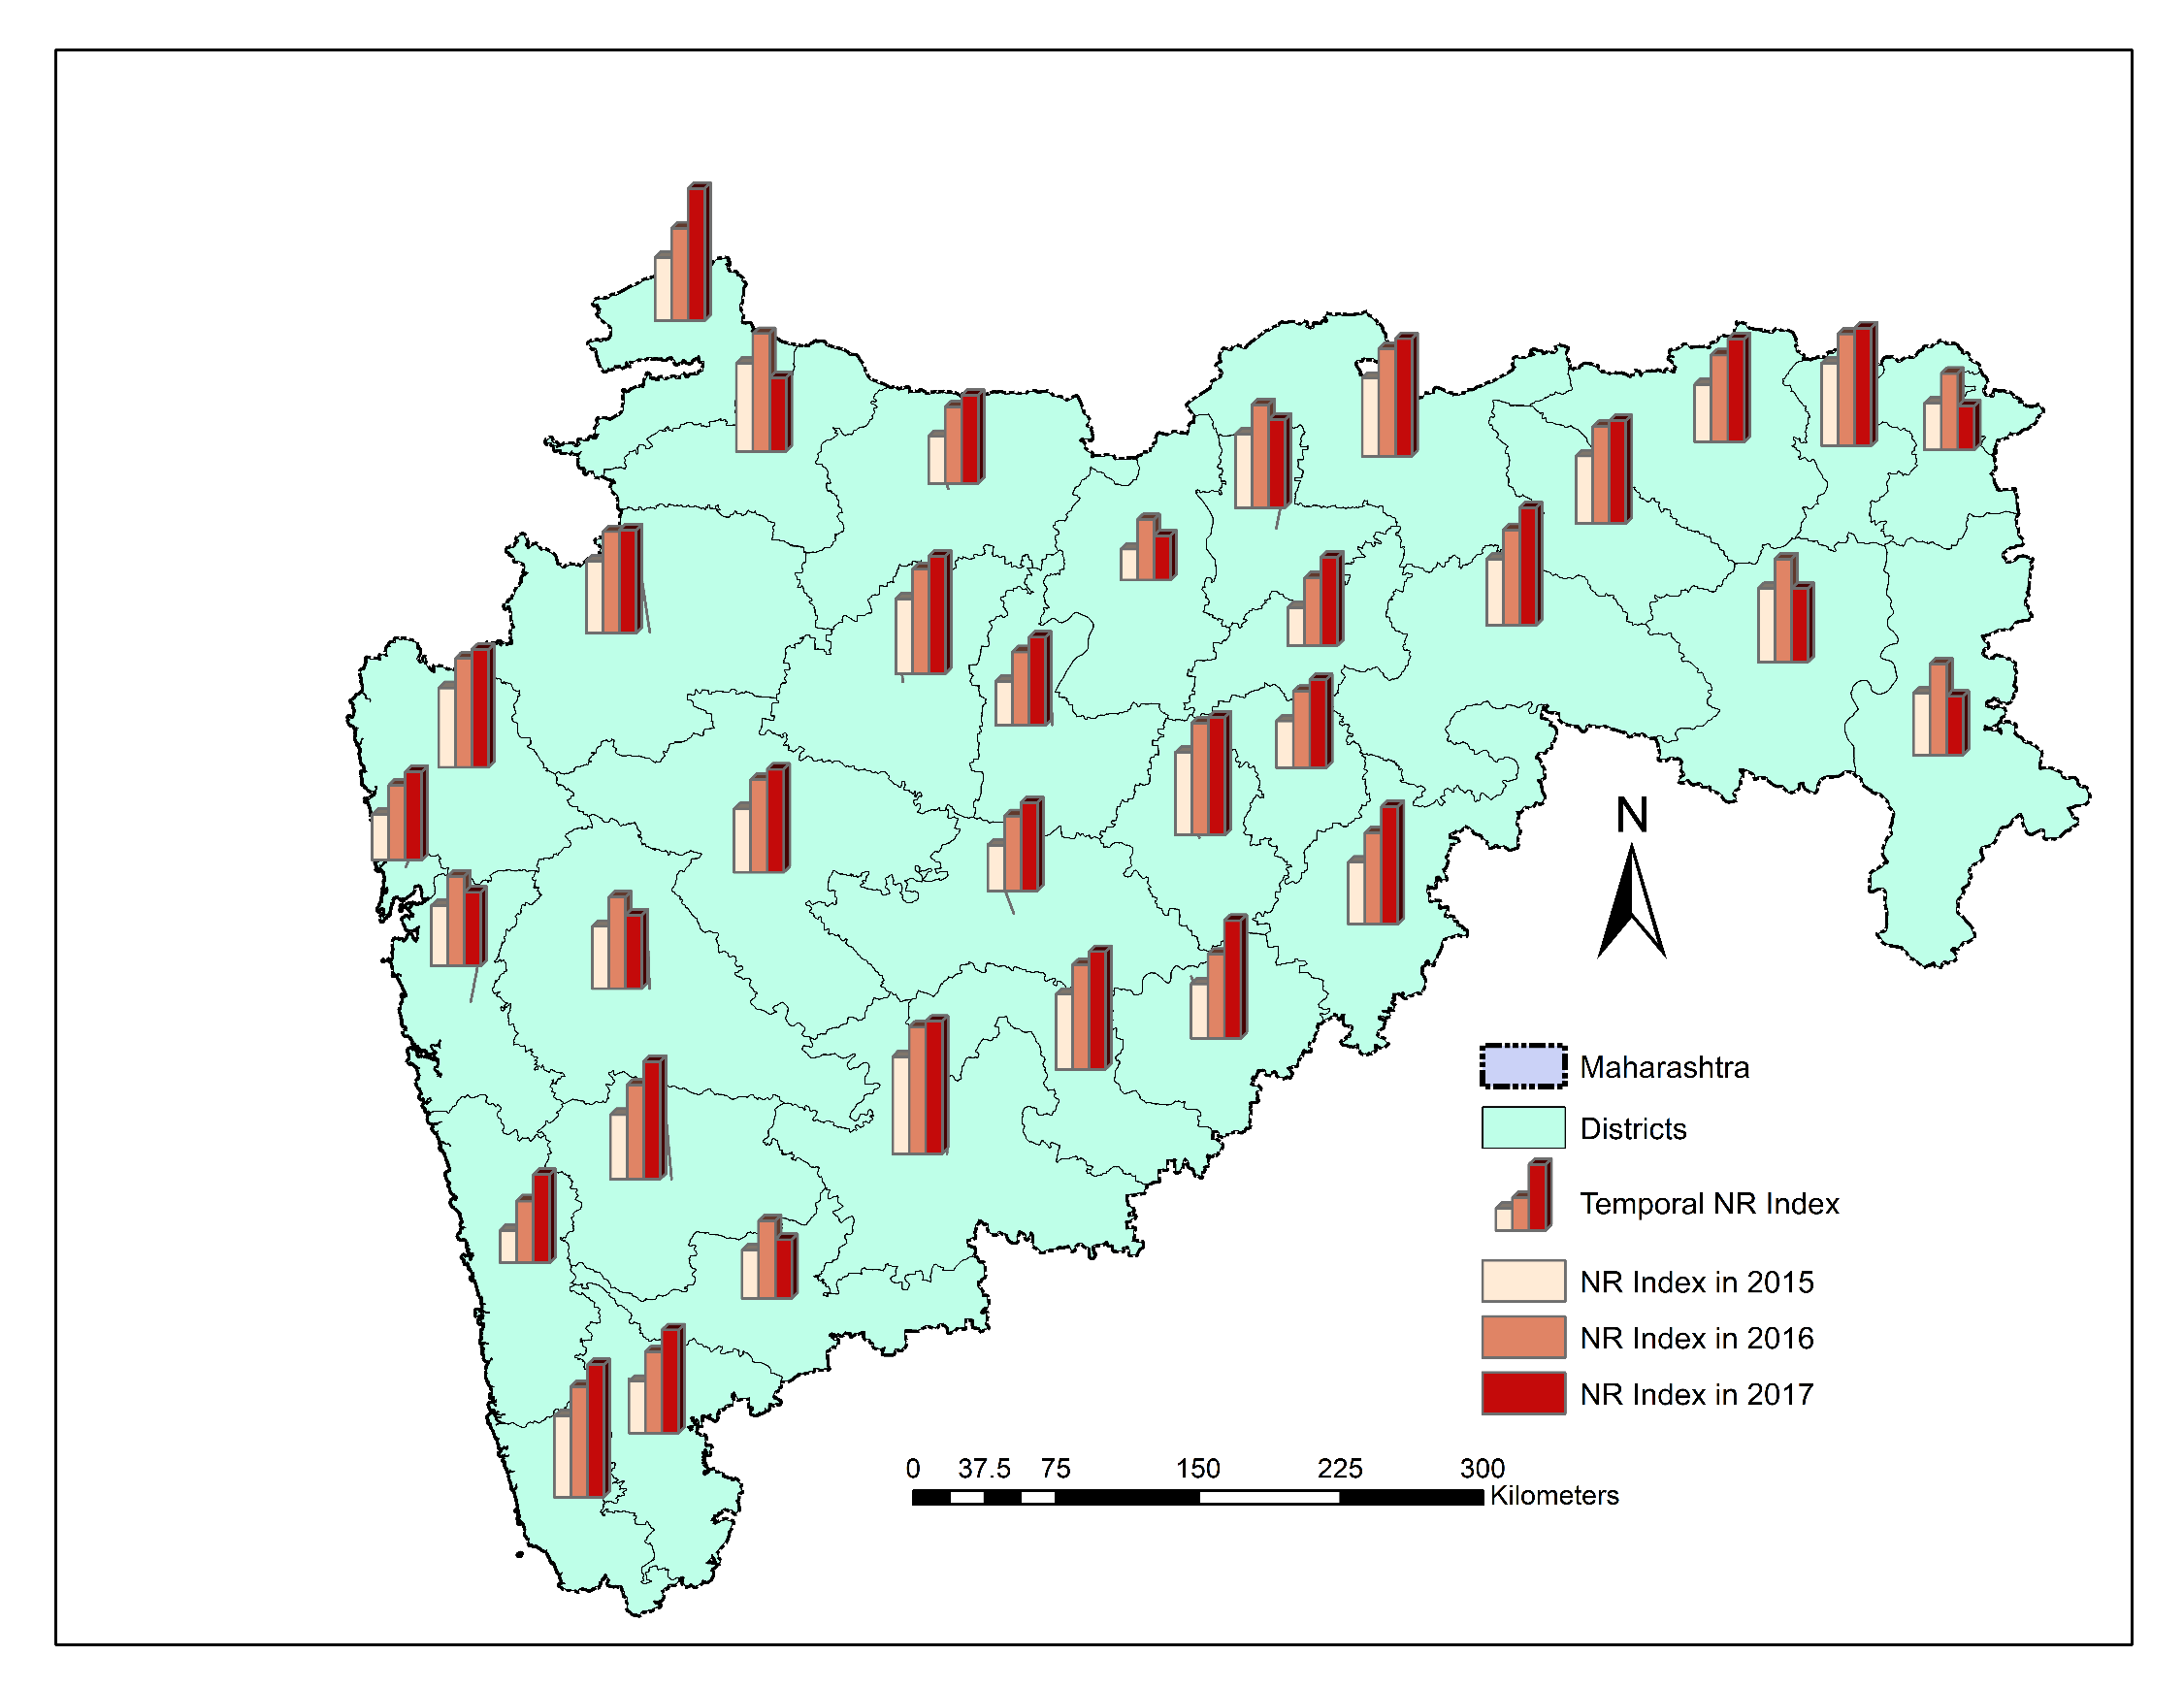 N
Maharashtra
Districts
Temporal NR Index
NR Index in 2015
NR Index in 2016
NR Index in 2017
0 37.5 75 150 225 300
Kilometers